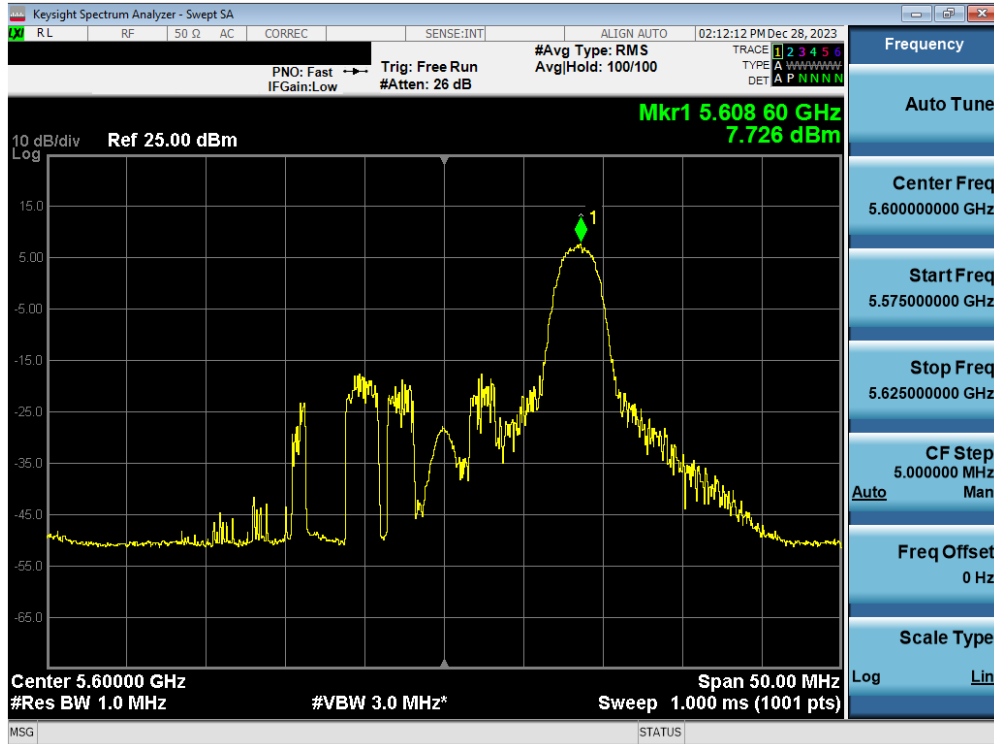 Keysight Spectrum Analyzer - Swept SA
LXI RL RF 50 Ω AC CORREC SENSE:INT ALIGN AUTO 02:12:12 PM Dec 28, 2023
PNO: Fast Trig: Free Run #Avg Type: RMS TRACE 1 2 3 4 5 6
IFGain:Low #Atten: 26 dB Avg|Hold: 100/100 TYPE A WWWWW
DET A P N N N N
Frequency
Mkr1 5.608 60 GHz
7.726 dBm
10 dB/div Ref 25.00 dBm
Log
15.0
5.00
-5.00
-15.0
-25.0
-35.0
-45.0
-55.0
-65.0
1
Center 5.60000 GHz Span 50.00 MHz
#Res BW 1.0 MHz #VBW 3.0 MHz* Sweep 1.000 ms (1001 pts)
MSG STATUS
Auto Tune
Center Freq
5.600000000 GHz
Start Freq
5.575000000 GHz
Stop Freq
5.625000000 GHz
CF Step
5.000000 MHz
Auto Man
Freq Offset
0 Hz
Scale Type
Log Lin